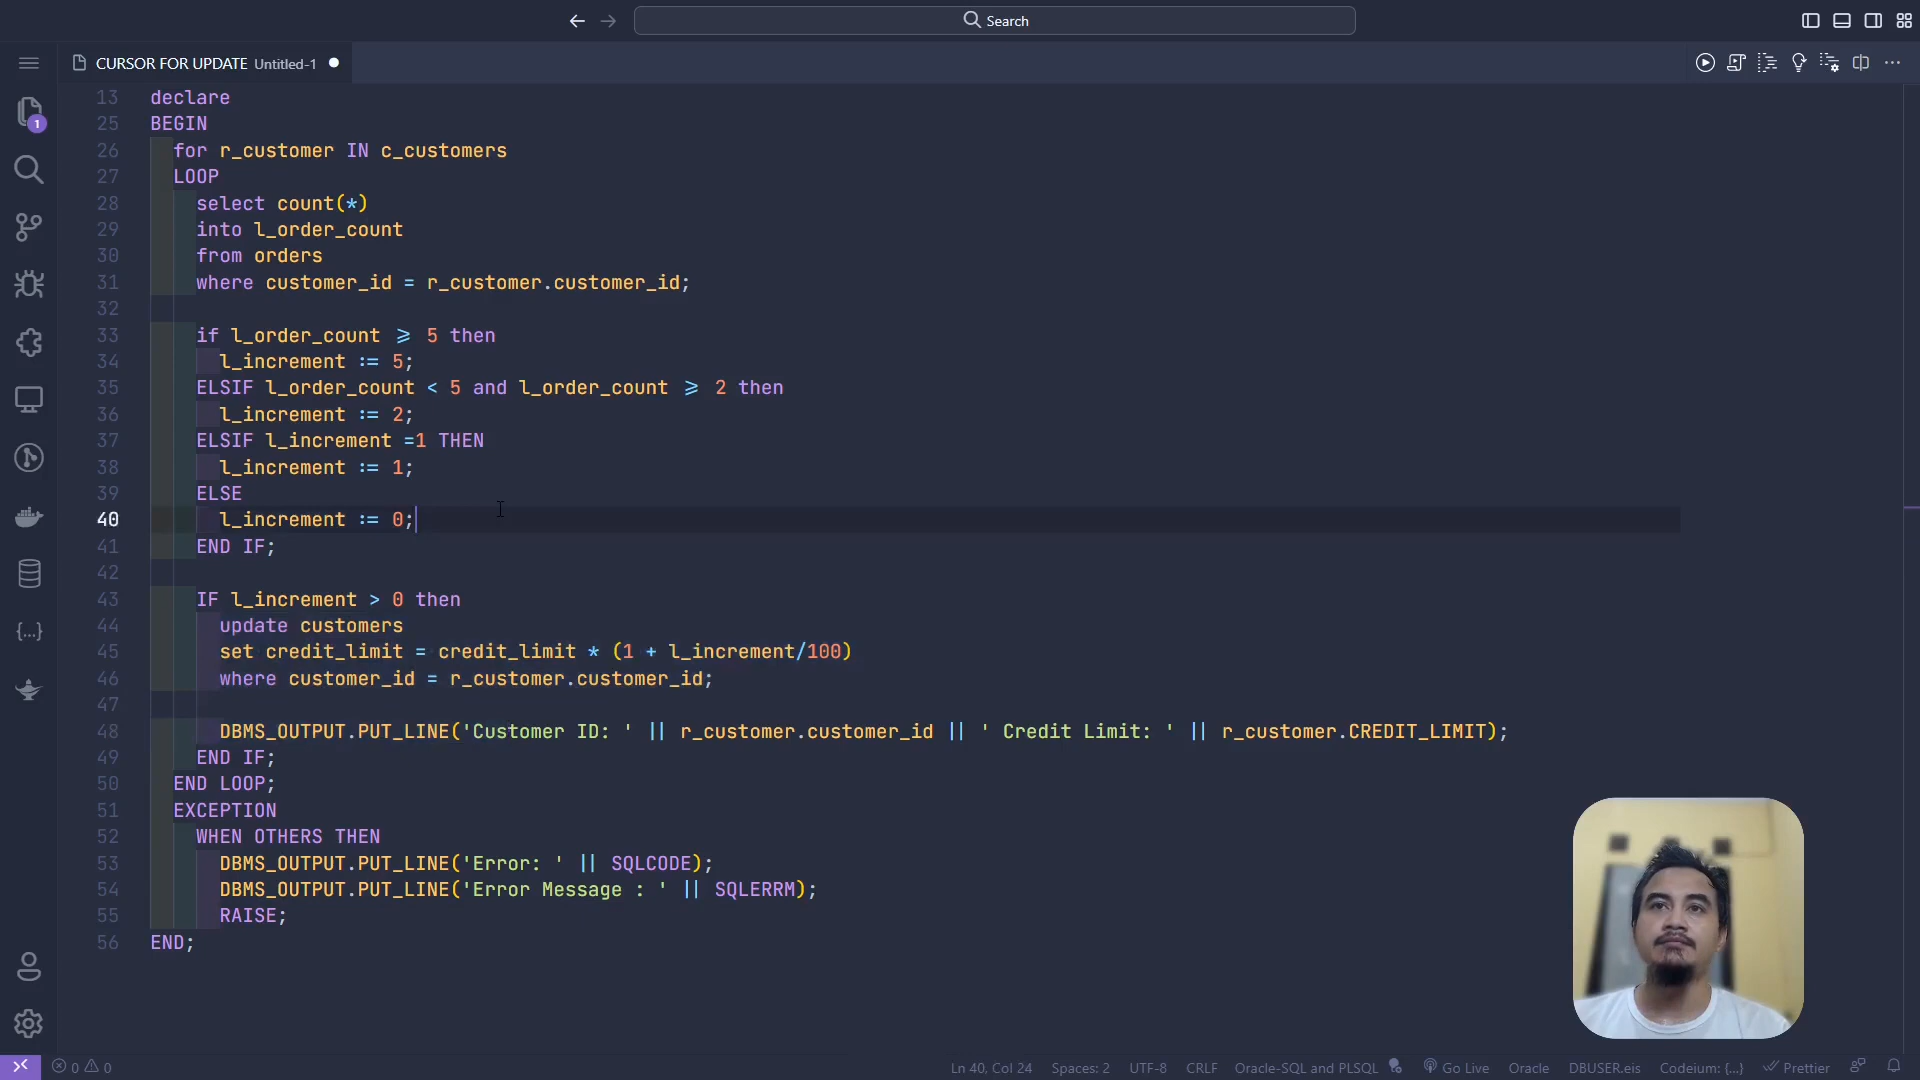 Search
CURSOR FOR UPDATE Untitled-1
1
13 declare
25 BEGIN
26 for r_customer IN c_customers
27 LOOP
28 select count(*)
29 into l_order_count
30 from orders
31 where customer_id = r_customer.customer_id;
32
33 if l_order_count ⩾ 5 then
34 l_increment := 5;
35 ELSIF l_order_count < 5 and l_order_count ⩾ 2 then
36 l_increment := 2;
37 ELSIF l_increment =1 THEN
38 l_increment := 1;
39 ELSE
40 l_increment := 0;
41 END IF;
42
43 IF l_increment > 0 then
44 update customers
45 set credit_limit = credit_limit * (1 + l_increment/100)
46 where customer_id = r_customer.customer_id;
47
48 DBMS_OUTPUT.PUT_LINE('Customer ID: ' || r_customer.customer_id || ' Credit Limit: ' || r_customer.CREDIT_LIMIT);
49 END IF;
50 END LOOP;
51 EXCEPTION
52 WHEN OTHERS THEN
53 DBMS_OUTPUT.PUT_LINE('Error: ' || SQLCODE);
54 DBMS_OUTPUT.PUT_LINE('Error Message : ' || SQLERRM);
55 RAISE;
56 END;
0 0 Ln 40, Col 24 Spaces: 2 UTF-8 CRLF Oracle-SQL and PLSQL Go Live Oracle DBUSER.eis Codeium: {...} Prettier